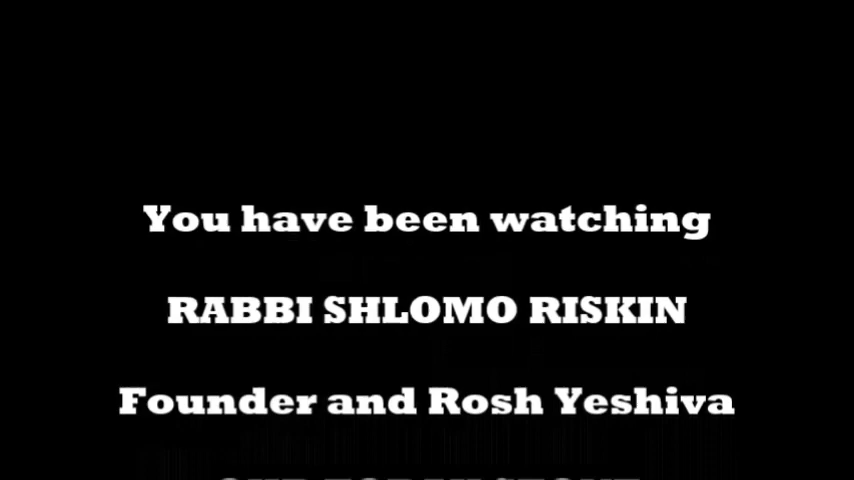 You have been watching
RABBI SHLOMO RISKIN
Founder and Rosh Yeshiva